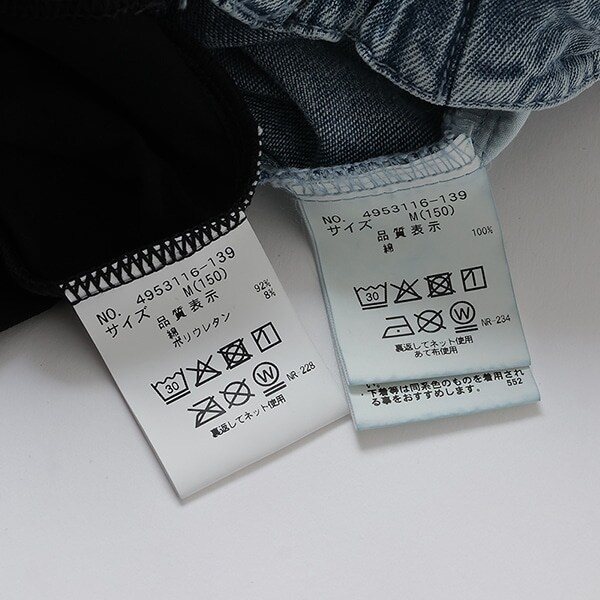 NO. 4953116-139
サイズ M(150)
品質表示
綿 92%
ポリウレタン 8%
30
W
裏返してネット使用
NR-228
NO. 4953116-139
サイズ M(150)
品質表示
綿 100%
30
W
NR-234
裏返してネット使用
あて布使用
い。下着等は同系色のものを着用され
る事をおすすめします。 552